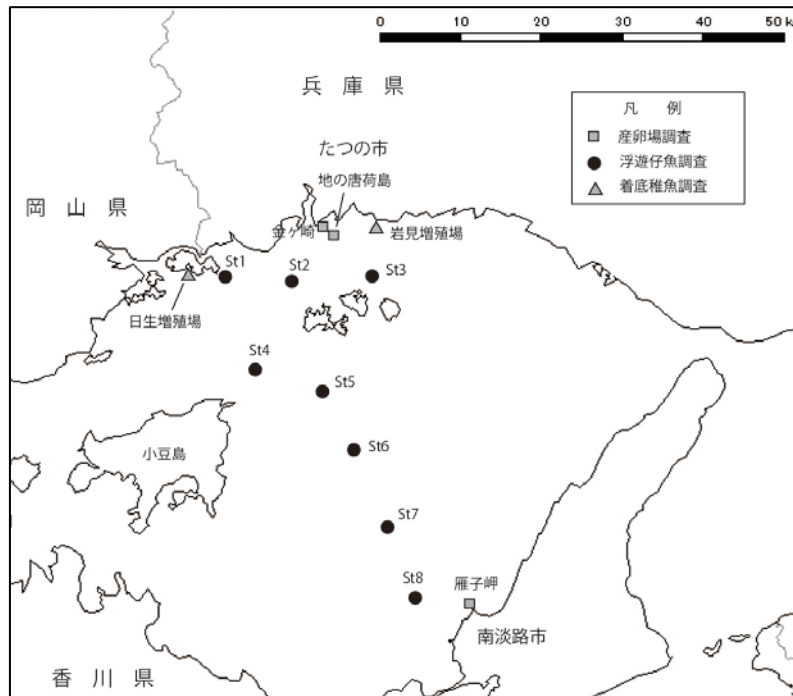 0 10 20 30 40 50 k
兵 庫 県
凡 例
産卵場調査
浮遊仔魚調査
着底稚魚調査
たつの市
地の唐荷島
岡 山 県
金ヶ崎
岩見増殖場
St1
St2
St3
日生増殖場
St4
St5
小豆島
St6
St7
St8
雁子岬
南淡路市
香 川 県